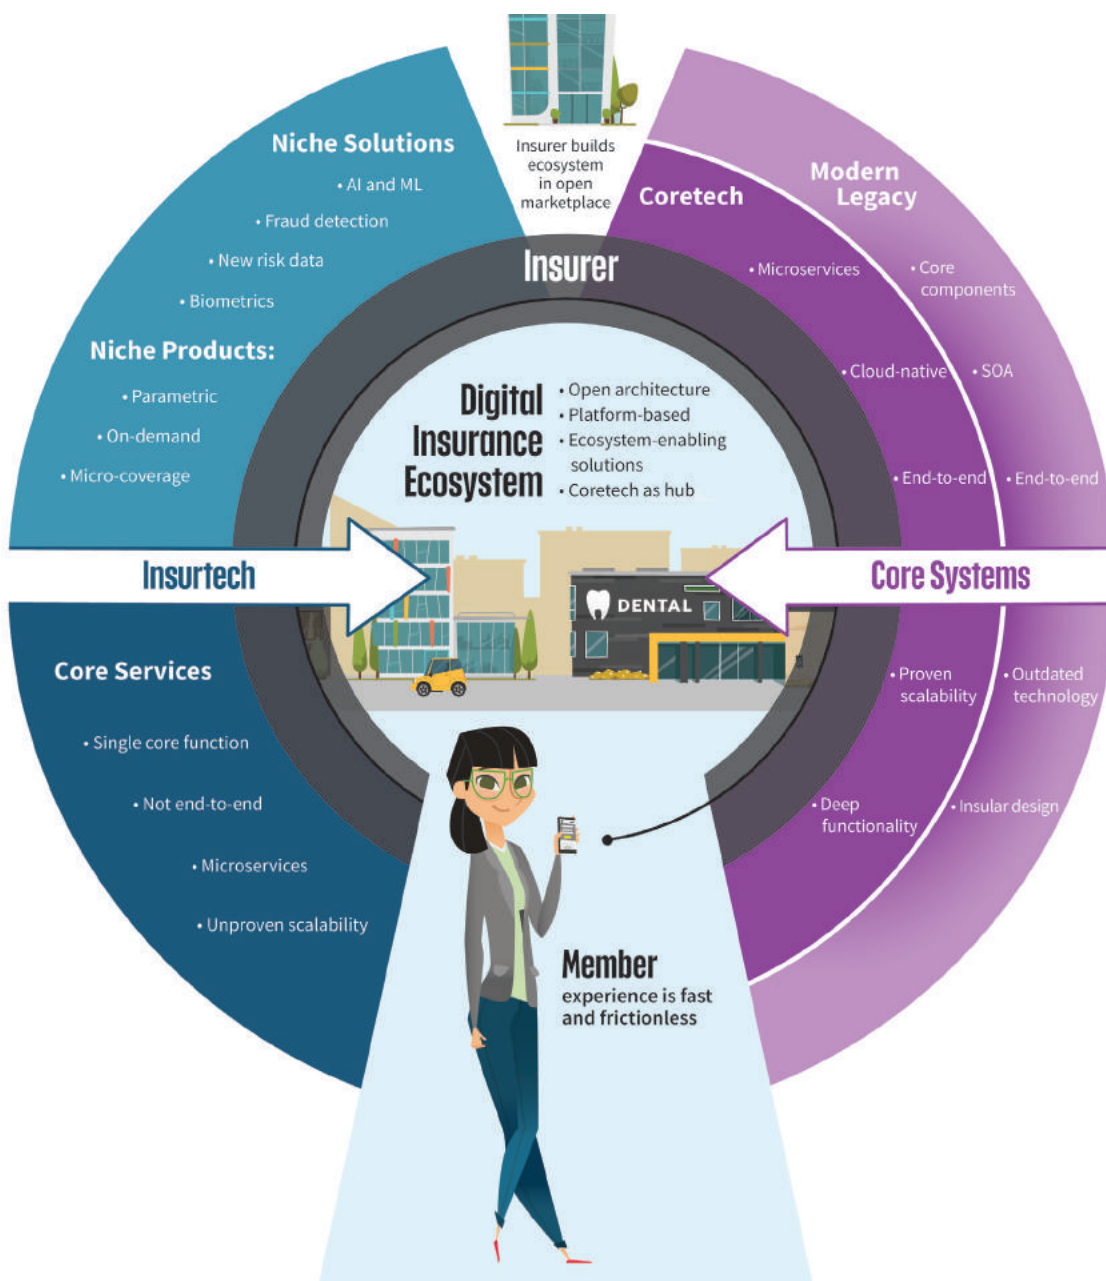 Insurer builds
ecosystem
in open
marketplace
Niche Solutions
• AI and ML
• Fraud detection
• New risk data
• Biometrics
Niche Products:
• Parametric
• On-demand
• Micro-coverage
Insurer
Coretech
• Microservices
• Cloud-native
• End-to-end
Modern
Legacy
• Core
components
• SOA
• End-to-end
Digital
Insurance
Ecosystem
• Open architecture
• Platform-based
• Ecosystem-enabling
solutions
• Coretech as hub
Insurtech
DENTAL
Core Systems
Core Services
• Single core function
• Not end-to-end
• Microservices
• Unproven scalability
• Proven
scalability
• Deep
functionality
• Outdated
technology
• Insular design
Member
experience is fast
and frictionless